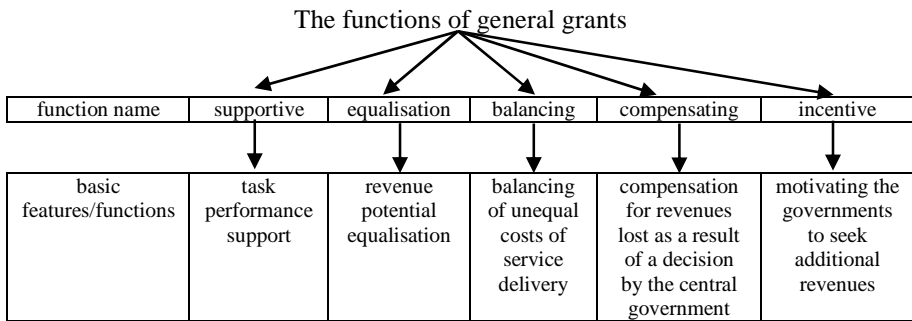 The functions of general grants
function name
supportive
equalisation
balancing
compensating
incentive
basic
features/functions
task
performance
support
revenue
potential
equalisation
balancing
of unequal
costs of
service
delivery
compensation
for revenues
lost as a result
of a decision
by the central
government
motivating the
governments
to seek
additional
revenues